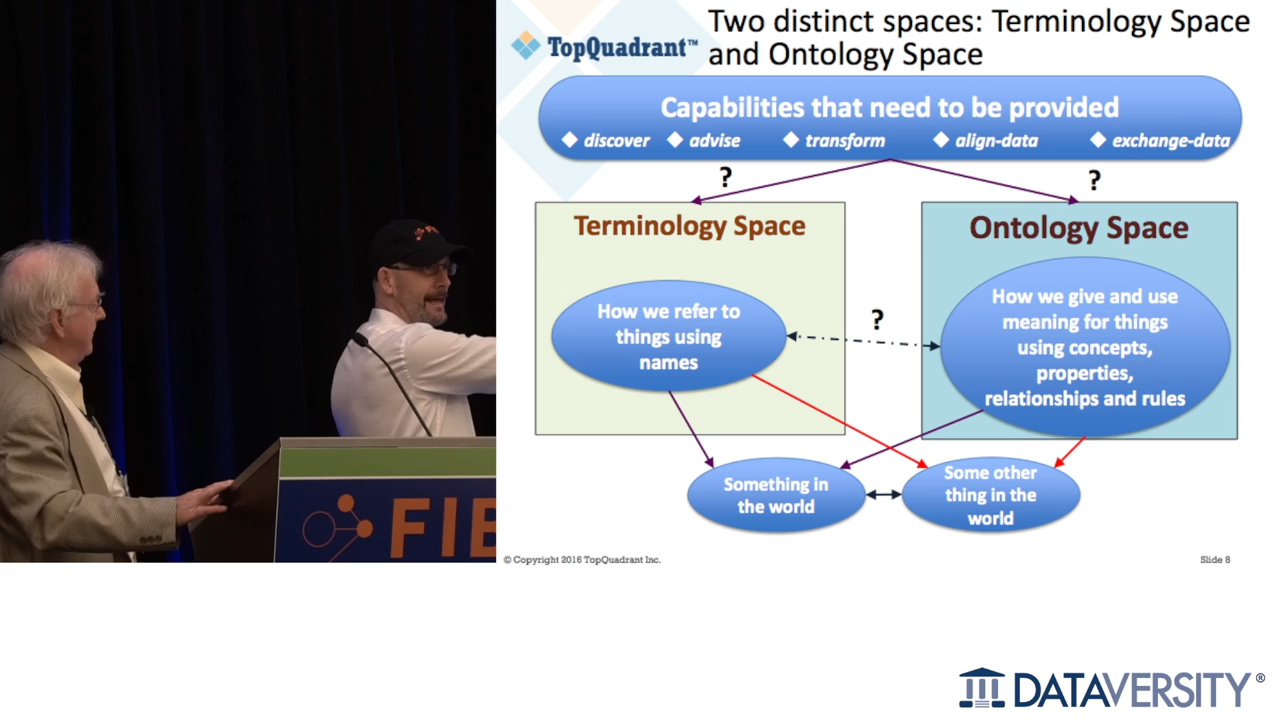 TopQuadrant™
Two distinct spaces: Terminology Space
and Ontology Space
Capabilities that need to be provided
◆ discover ◆ advise ◆ transform ◆ align-data ◆ exchange-data
? ?
Terminology Space
Ontology Space
How we refer to
things using
names
?
How we give and use
meaning for things
using concepts,
properties,
relationships and rules
Something in
the world
Some other
thing in the
world
© Copyright 2016 TopQuadrant Inc.
Slide 8
FIB
DATAVERSITY®